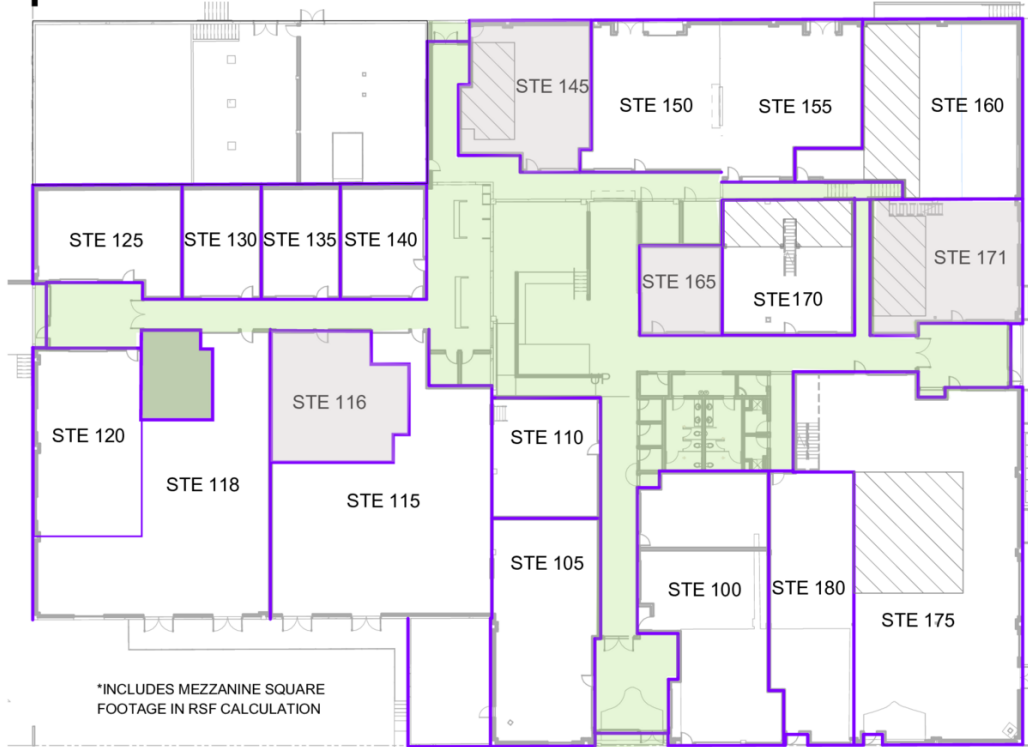 STE 145
STE 150
STE 155
STE 160
STE 125
STE 130
STE 135
STE 140
STE 165
STE170
STE 171
STE 116
STE 120
STE 110
STE 118
STE 115
STE 105
STE 100
STE 180
STE 175
UP
*INCLUDES MEZZANINE SQUARE
FOOTAGE IN RSF CALCULATION